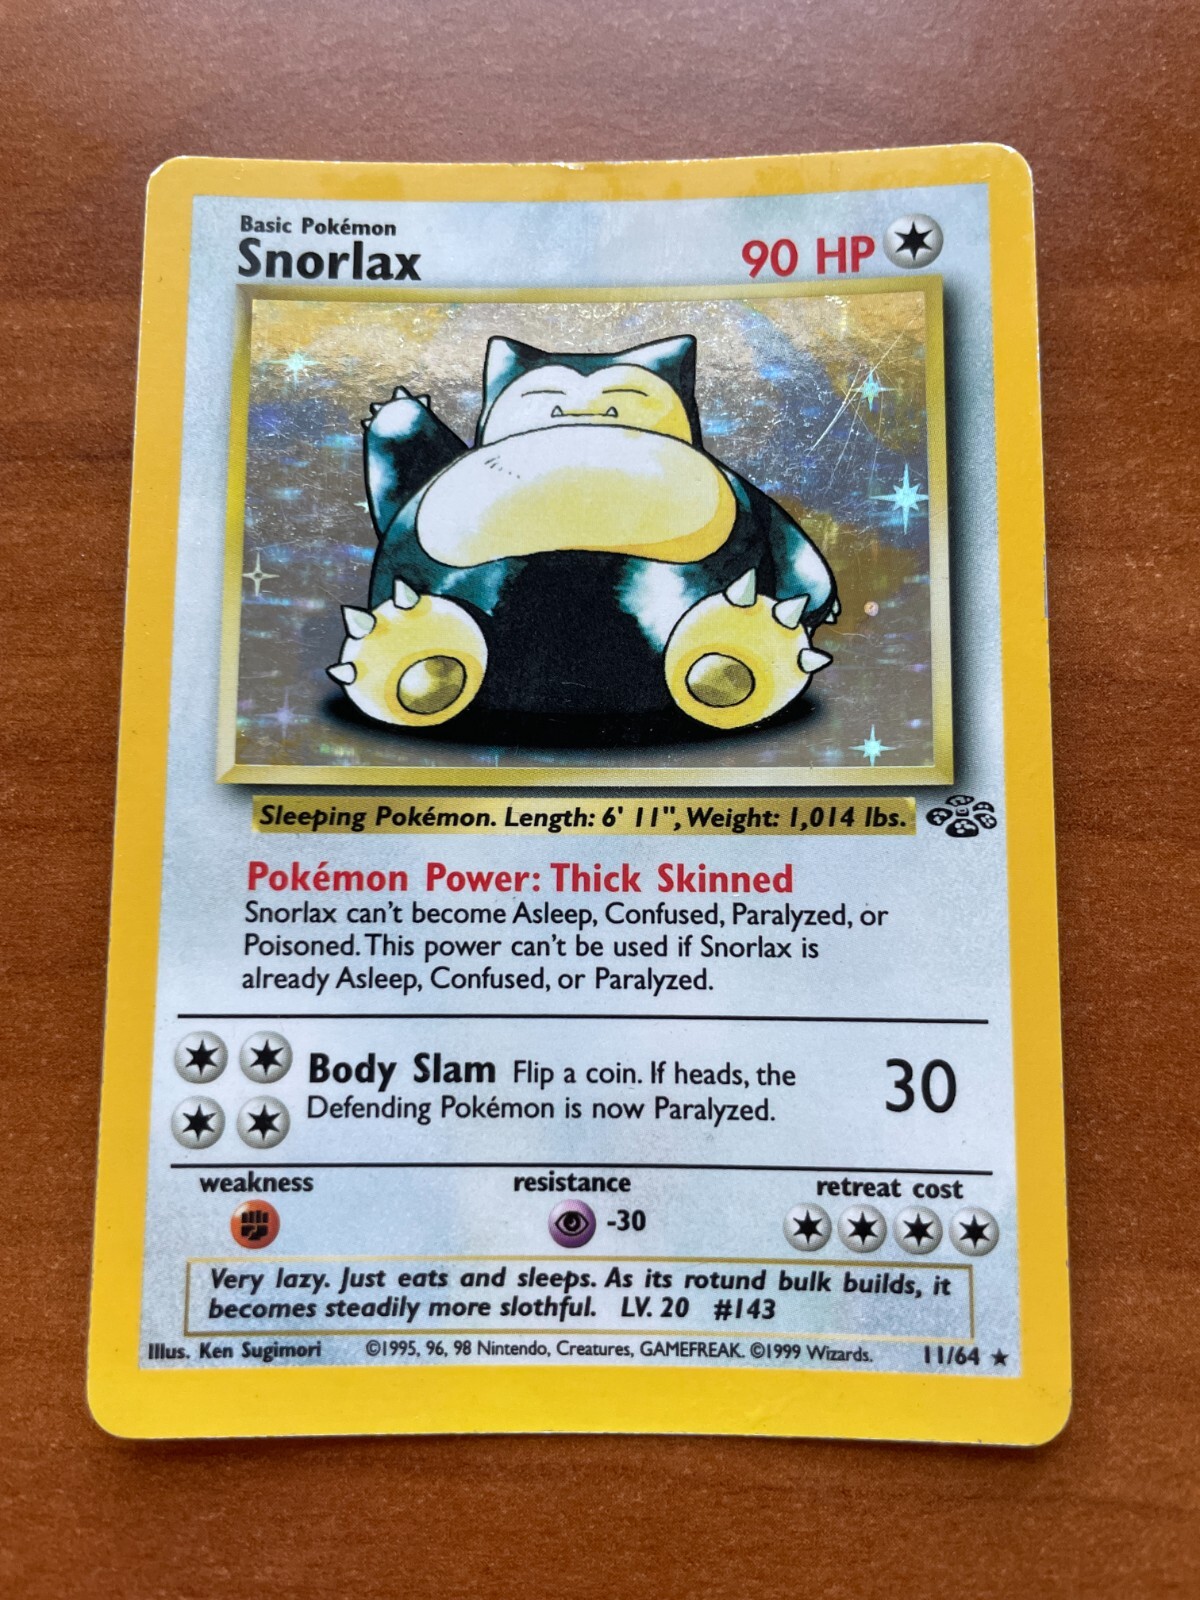 Basic Pokémon
Snorlax
90 HP
Sleeping Pokémon. Length: 6' 11", Weight: 1,014 lbs.
Pokémon Power: Thick Skinned
Snorlax can't become Asleep, Confused, Paralyzed, or
Poisoned. This power can't be used if Snorlax is
already Asleep, Confused, or Paralyzed.
Body Slam Flip a coin. If heads, the
Defending Pokémon is now Paralyzed.
30
weakness
resistance
retreat cost
-30
Very lazy. Just eats and sleeps. As its rotund bulk builds, it
becomes steadily more slothful. LV. 20 #143
Illus. Ken Sugimori ©1995, 96, 98 Nintendo, Creatures, GAMEFREAK. ©1999 Wizards. 11/64 ★